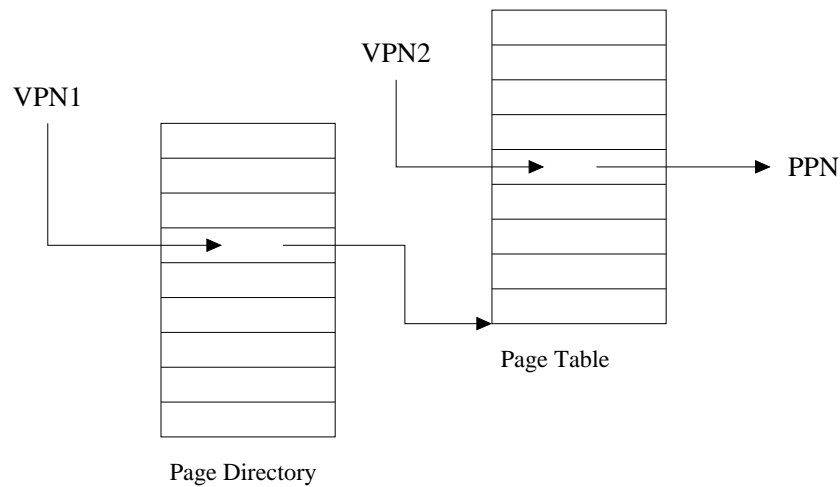 VPN1
VPN2
PPN
Page Table
Page Directory